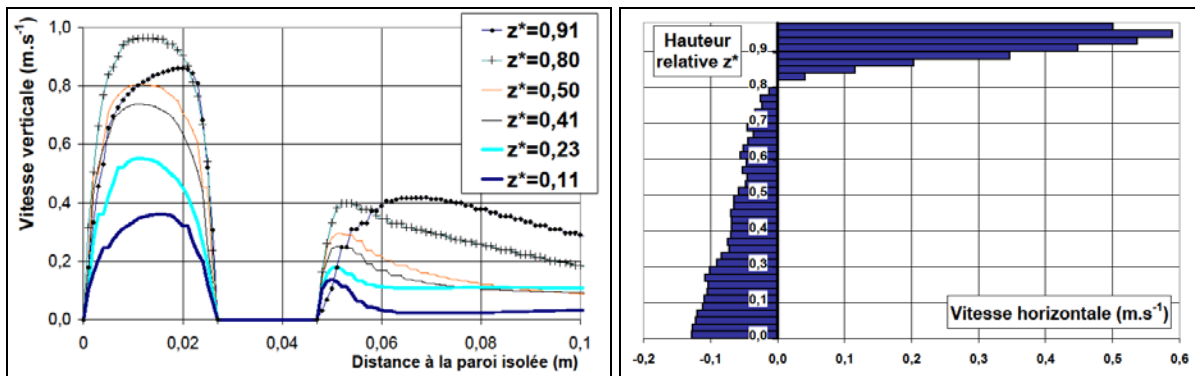 Vitesse verticale (m.s-1)
1,0
0,8
0,6
0,4
0,2
0,0
0
0,02
0,04
0,06
0,08
0,1
Distance à la paroi isolée (m)
z*=0,91
z*=0,80
z*=0,50
z*=0,41
z*=0,23
z*=0,11
Hauteur
relative z*
0,9
0,8
0,7
0,6
0,5
0,4
0,3
0,2
0,1
0,0
Vitesse horizontale (m.s-1)
-0,2
-0,1
0,0
0,1
0,2
0,3
0,4
0,5
0,6